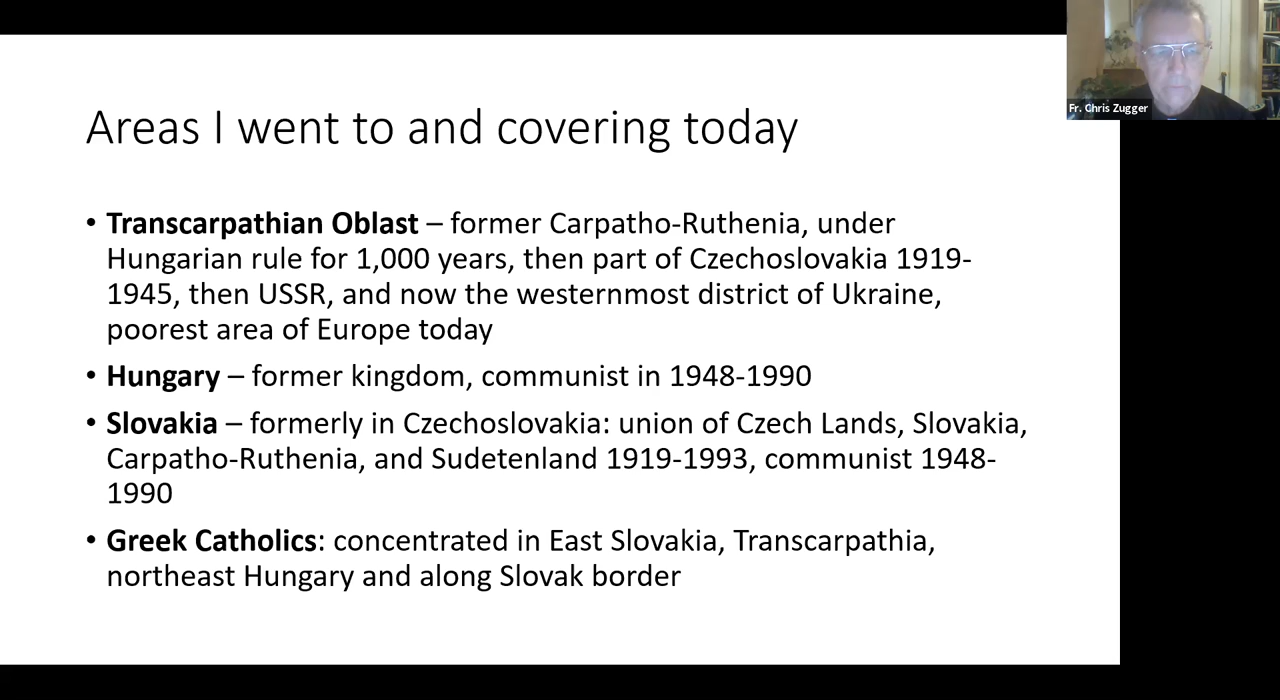 Fr. Chris Zugger
Areas I went to and covering today
• Transcarpathian Oblast – former Carpatho-Ruthenia, under
Hungarian rule for 1,000 years, then part of Czechoslovakia 1919-
1945, then USSR, and now the westernmost district of Ukraine,
poorest area of Europe today
• Hungary – former kingdom, communist in 1948-1990
• Slovakia – formerly in Czechoslovakia: union of Czech Lands, Slovakia,
Carpatho-Ruthenia, and Sudetenland 1919-1993, communist 1948-
1990
• Greek Catholics: concentrated in East Slovakia, Transcarpathia,
northeast Hungary and along Slovak border